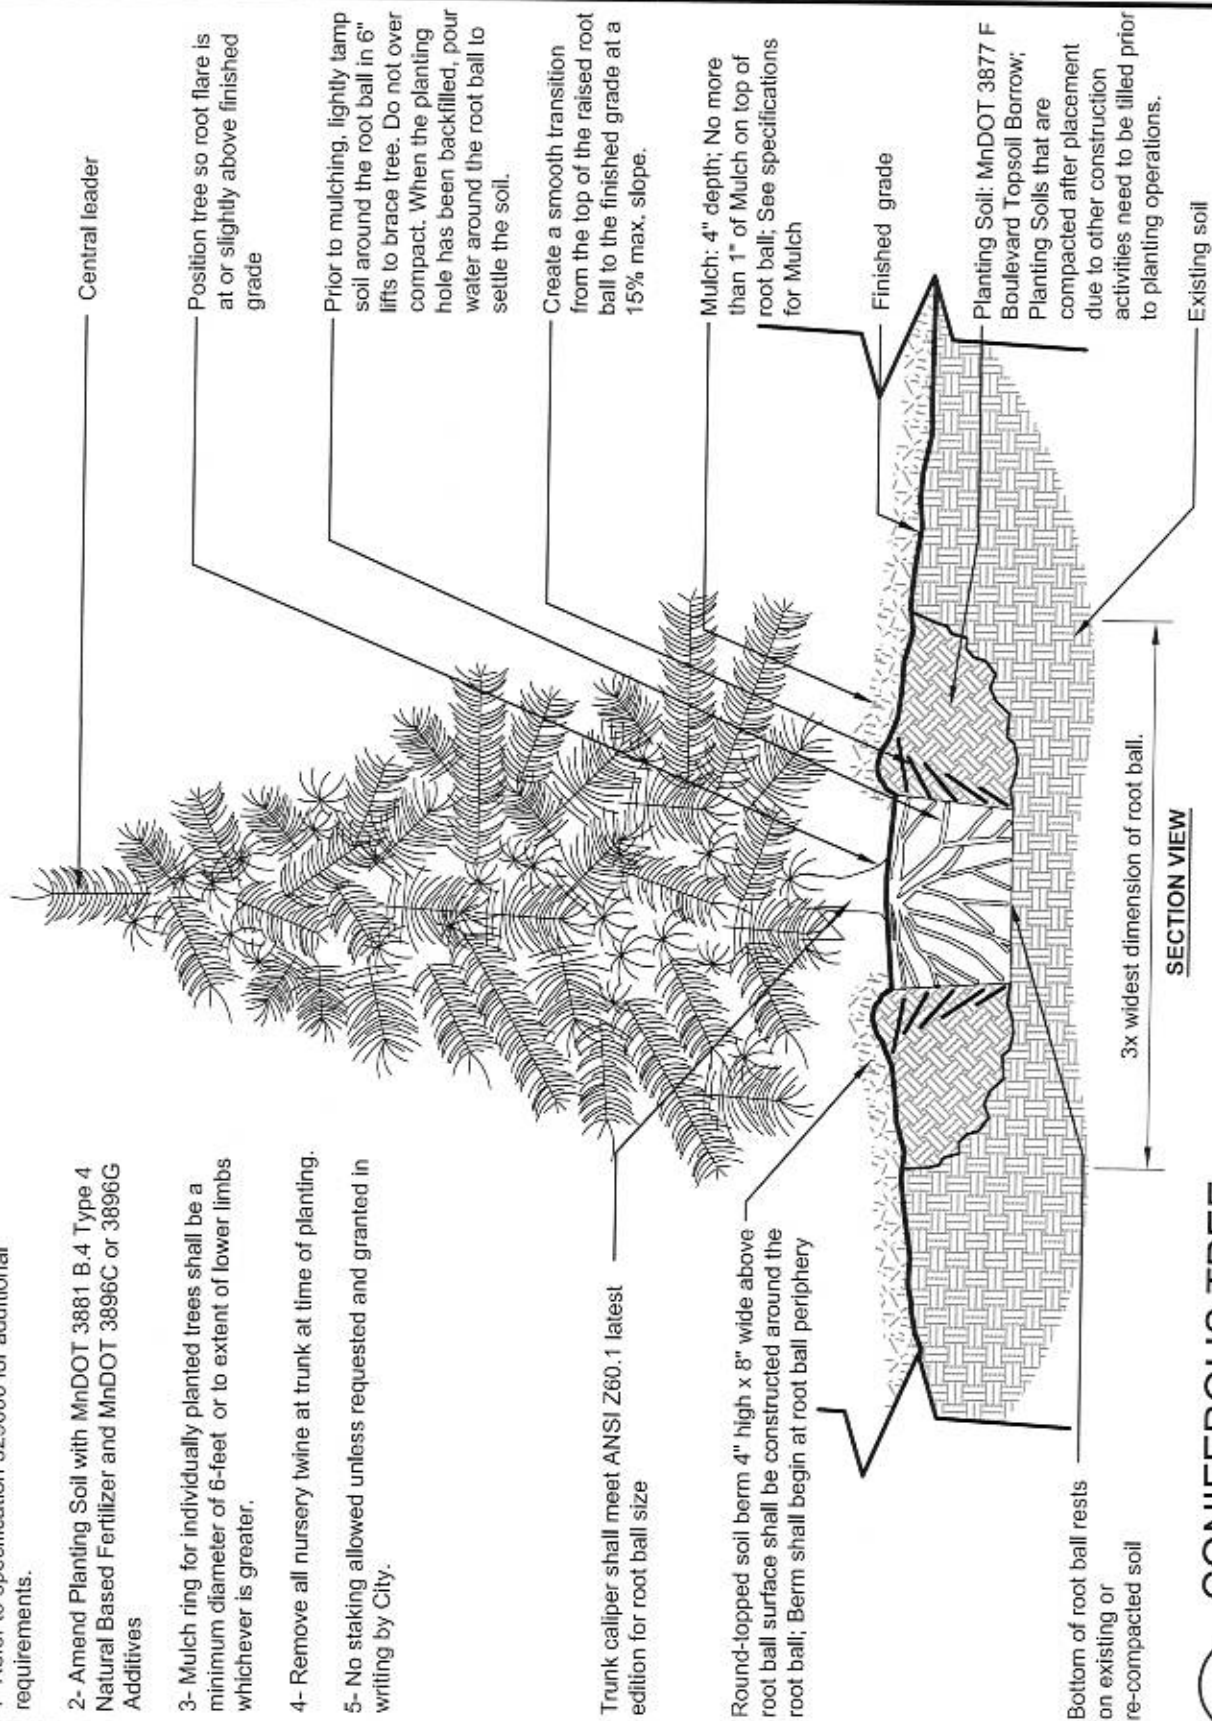 requirements.
2- Amend Planting Soil with MnDOT 3881 B.4 Type 4
Natural Based Fertilizer and MnDOT 3896C or 3896G
Additives
3- Mulch ring for individually planted trees shall be a
minimum diameter of 6-feet or to extent of lower limbs
whichever is greater.
4- Remove all nursery twine at trunk at time of planting.
5- No staking allowed unless requested and granted in
writing by City.
Trunk caliper shall meet ANSI Z60.1 latest
edition for root ball size
Round-topped soil berm 4" high x 8" wide above
root ball surface shall be constructed around the
root ball; Berm shall begin at root ball periphery
Bottom of root ball rests
on existing or
re-compacted soil
Central leader
Position tree so root flare is
at or slightly above finished
grade
Prior to mulching, lightly tamp
soil around the root ball in 6"
lifts to brace tree. Do not over
compact. When the planting
hole has been backfilled, pour
water around the root ball to
settle the soil.
Create a smooth transition
from the top of the raised root
ball to the finished grade at a
15% max. slope.
Mulch: 4" depth; No more
than 1" of Mulch on top of
root ball; See specifications
for Mulch
Finished grade
Planting Soil: MnDOT 3877 F
Boulevard Topsoil Borrow;
Planting Soils that are
compacted after placement
due to other construction
activities need to be tilled prior
to planting operations.
Existing soil
3x widest dimension of root ball.
SECTION VIEW
CONIFEROUS TREE